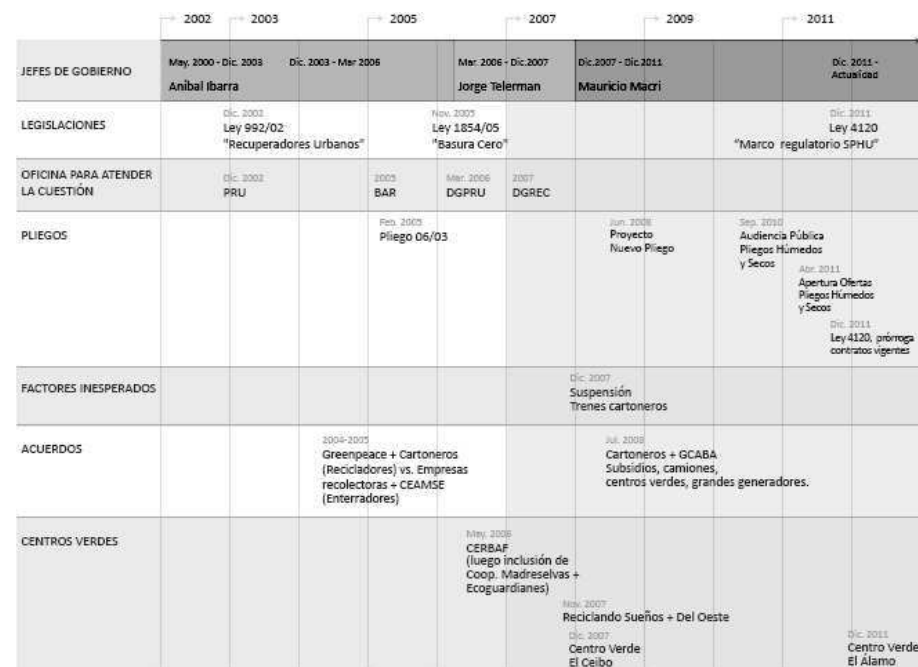 2002 2003 2005 2007 2009 2011
JEFES DE GOBIERNO
May. 2000 - Dic. 2003 Dic. 2003 - Mar 2006 Mar. 2006 - Dic.2007 Dic.2007 - Dic.2011 Dic. 2011 -
Actualidad
Aníbal Ibarra Jorge Telerman Mauricio Macri
LEGISLACIONES
Dic. 2002 Nov. 2005 Dic. 2011
Ley 992/02 Ley 1854/05 Ley 4120
"Recuperadores Urbanos" "Basura Cero" "Marco regulatorio SPHU"
OFICINA PARA ATENDER
LA CUESTIÓN
Dic. 2002 2005 Mar. 2006 2007
PRU BAR DGPRU DGREC
PLIEGOS
Feb. 2005
Pliego 06/03
Jun. 2008
Proyecto
Nuevo Pliego
Sep. 2010
Audiencia Pública
Pliegos Húmedos
y Secos
Abr. 2011
Apertura Ofertas
Pliegos Húmedos
y Secos
Dic. 2011
Ley 4120, prórroga
contratos vigentes
FACTORES INESPERADOS
Dic. 2007
Suspensión
Trenes cartoneros
ACUERDOS
2004-2005
Greenpeace + Cartoneros
(Recicladores) vs. Empresas
recolectoras + CEAMSE
(Enterradores)
Jul. 2008
Cartoneros + GCABA
Subsidios, camiones,
centros verdes, grandes generadores.
CENTROS VERDES
May. 2006
CERBAF
(luego inclusión de
Coop. Madreselvas +
Ecoguardianes)
Nov. 2007
Reciclando Sueños + Del Oeste
Dic. 2007
Centro Verde
El Ceibo
Dic. 2011
Centro Verde
El Álamo